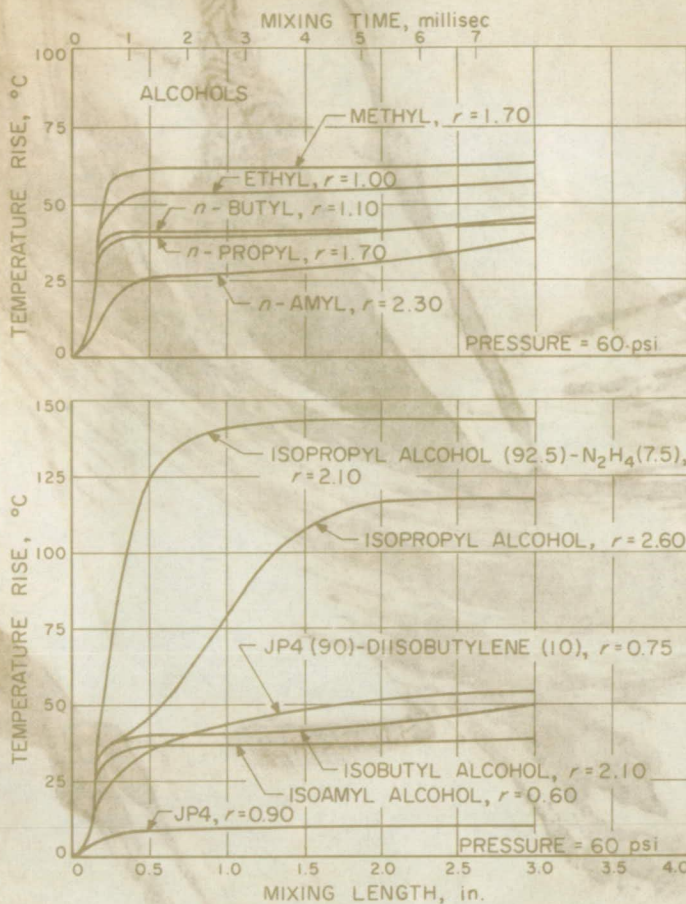 MIXING TIME, millisec
0 1 2 3 4 5 6 7
TEMPERATURE RISE, °C
100
75
50
25
0
ALCOHOLS
METHYL, r = 1.70
ETHYL, r = 1.00
n-BUTYL, r = 1.10
n-PROPYL, r = 1.70
n-AMYL, r = 2.30
PRESSURE = 60 psi
TEMPERATURE RISE, °C
150
125
100
75
50
25
0
ISOPROPYL ALCOHOL (92.5)-N₂H₄(7.5),
r = 2.10
ISOPROPYL ALCOHOL, r = 2.60
JP4 (90)-DIISOBUTYLENE (10), r = 0.75
ISOBUTYL ALCOHOL, r = 2.10
ISOAMYL ALCOHOL, r = 0.60
JP4, r = 0.90
PRESSURE = 60 psi
0 0.5 1.0 1.5 2.0 2.5 3.0 3.5 4.0
MIXING LENGTH, in.